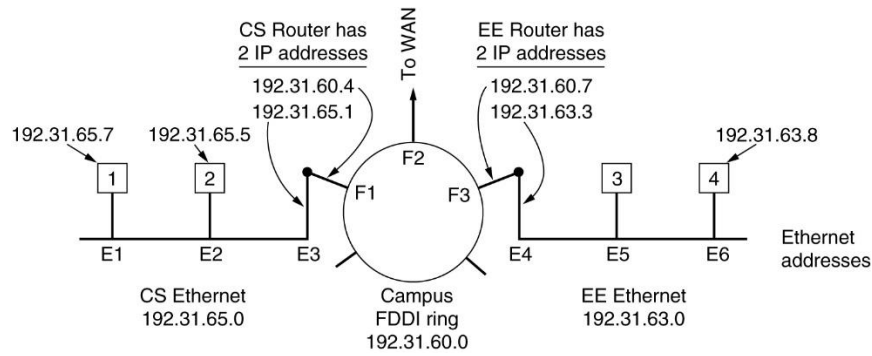 CS Router has
2 IP addresses
192.31.60.4
192.31.65.1
To WAN
EE Router has
2 IP addresses
192.31.60.7
192.31.63.3
192.31.65.7
192.31.65.5
192.31.63.8
1
2
F2
F1
F3
3
4
E1
E2
E3
E4
E5
E6
Ethernet
addresses
CS Ethernet
192.31.65.0
Campus
FDDI ring
192.31.60.0
EE Ethernet
192.31.63.0